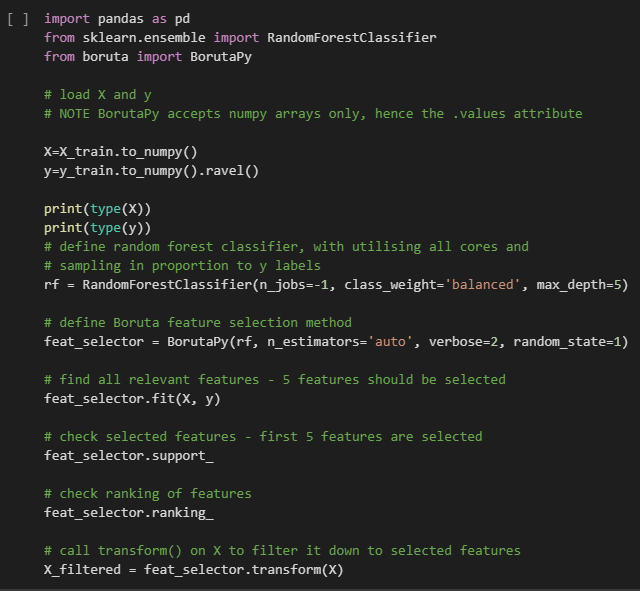 [ ] import pandas as pd
from sklearn.ensemble import RandomForestClassifier
from boruta import BorutaPy
# load X and y
# NOTE BorutaPy accepts numpy arrays only, hence the .values attribute
X=X_train.to_numpy()
y=y_train.to_numpy().ravel()
print(type(X))
print(type(y))
# define random forest classifier, with utilising all cores and
# sampling in proportion to y labels
rf = RandomForestClassifier(n_jobs=-1, class_weight='balanced', max_depth=5)
# define Boruta feature selection method
feat_selector = BorutaPy(rf, n_estimators='auto', verbose=2, random_state=1)
# find all relevant features - 5 features should be selected
feat_selector.fit(X, y)
# check selected features - first 5 features are selected
feat_selector.support_
# check ranking of features
feat_selector.ranking_
# call transform() on X to filter it down to selected features
X_filtered = feat_selector.transform(X)